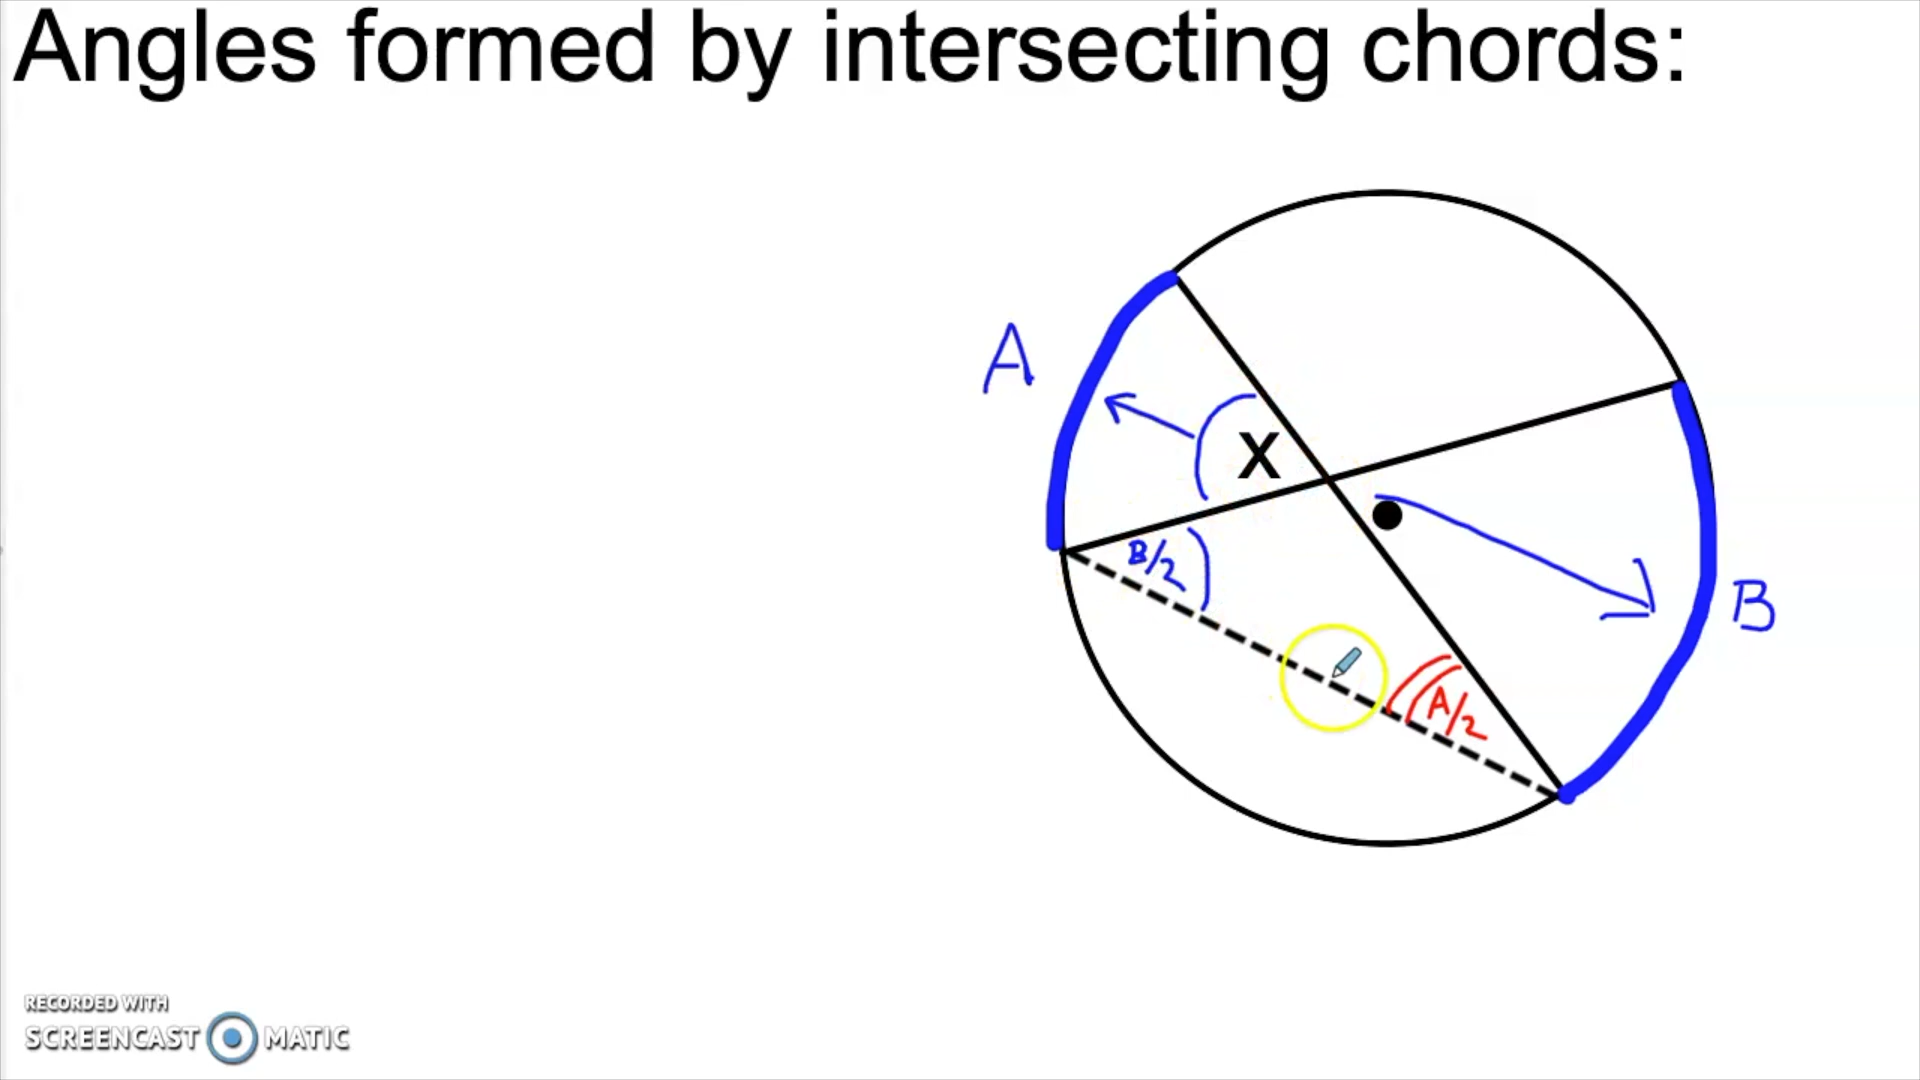 Angles formed by intersecting chords:
A
X
B/2
B
A/2
RECORDED WITH
SCREENCAST MATIC